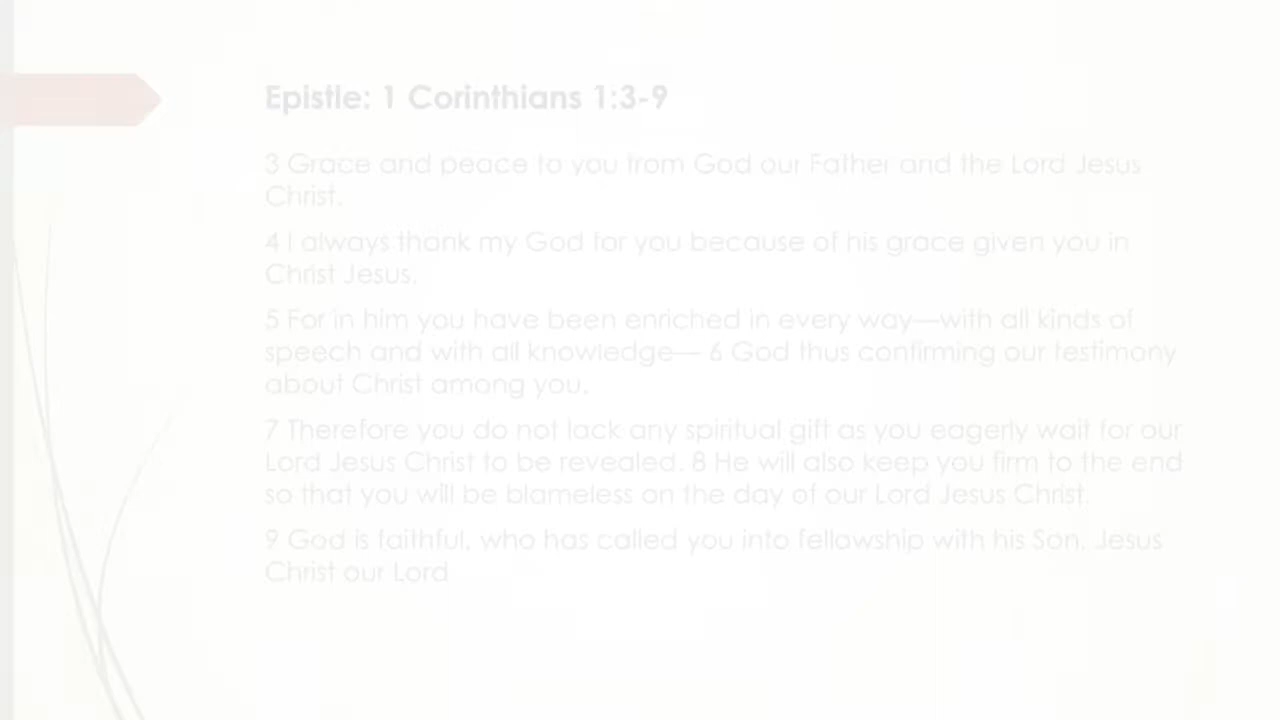 Epistle: 1 Corinthians 1:3-9
3 Grace and peace to you from God our Father and the Lord Jesus
Christ.
4 I always thank my God for you because of his grace given you in
Christ Jesus.
5 For in him you have been enriched in every way—with all kinds of
speech and with all knowledge— 6 God thus confirming our testimony
about Christ among you.
7 Therefore you do not lack any spiritual gift as you eagerly wait for our
Lord Jesus Christ to be revealed. 8 He will also keep you firm to the end
so that you will be blameless on the day of our Lord Jesus Christ.
9 God is faithful, who has called you into fellowship with his Son, Jesus
Christ our Lord